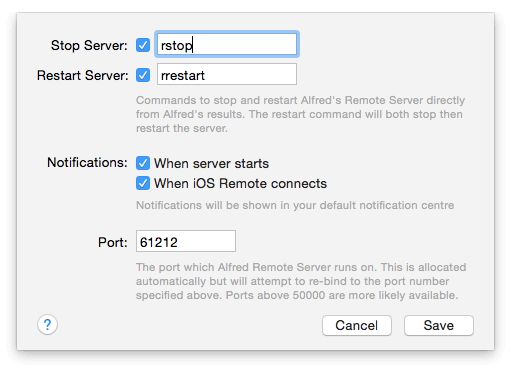 Stop Server: rstop
Restart Server: rrestart
Commands to stop and restart Alfred's Remote Server directly
from Alfred's results. The restart command will both stop then
restart the server.
Notifications: When server starts
When iOS Remote connects
Notifications will be shown in your default notification centre
Port: 61212
The port which Alfred Remote Server runs on. This is allocated
automatically but will attempt to re-bind to the port number
specified above. Ports above 50000 are more likely available.
? Cancel Save